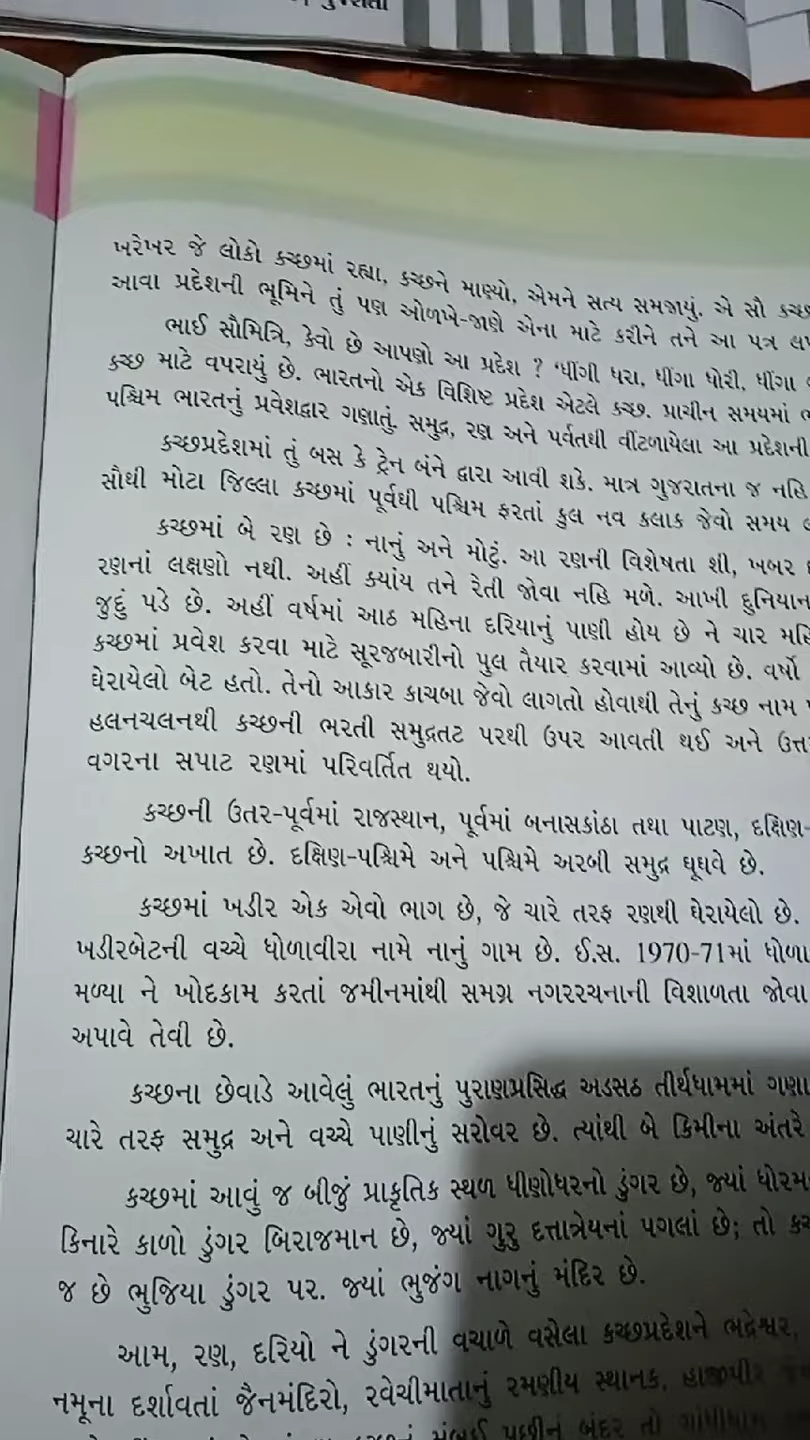 ખરેખર જે લોકો કચ્છમાં રહ્યા, કચ્છને માણ્યો, એમને સત્ય સમજાયું. એ સૌ કચ્છ
આવા પ્રદેશની ભૂમિને તું પણ ઓળખે-જાણે એના માટે કરીને તને આ પત્ર
ભાઈ સૌમિત્રિ, કેવો છે આપણો આ પ્રદેશ ? ‘ધીંગી ધરા, ધીંગા ધોરી, ધીંગા
કચ્છ માટે વપરાયું છે. ભારતનો એક વિશિષ્ટ પ્રદેશ એટલે કચ્છ. પ્રાચીન સમયમાં
પશ્ચિમ ભારતનું પ્રવેશદ્વાર ગણાતું. સમુદ્ર, રણ અને પર્વતથી વીંટળાયેલા આ પ્રદેશની
કચ્છપ્રદેશમાં તું બસ કે ટ્રેન બંને દ્વારા આવી શકે. માત્ર ગુજરાતના જ નહિ
સૌથી મોટા જિલ્લા કચ્છમાં પૂર્વથી પશ્ચિમ ફરતાં કુલ નવ કલાક જેવો સમય
કચ્છમાં બે રણ છે : નાનું અને મોટું. આ રણની વિશેષતા શી, ખબર
રણનાં લક્ષણો નથી. અહીં ક્યાંય તને રેતી જોવા નહિ મળે. આખી દુનિયાન
જુદું પડે છે. અહીં વર્ષમાં આઠ મહિના દરિયાનું પાણી હોય છે ને ચાર
કચ્છમાં પ્રવેશ કરવા માટે સૂરજબારીનો પુલ તૈયાર કરવામાં આવ્યો છે. વર્ષો
ઘેરાયેલો બેટ હતો. તેનો આકાર કાચબા જેવો લાગતો હોવાથી તેનું કચ્છ નામ
હલનચલનથી કચ્છની ભરતી સમુદ્રતટ પરથી ઉપર આવતી થઈ અને
વગરના સપાટ રણમાં પરિવર્તિત થયો.
કચ્છની ઉતર-પૂર્વમાં રાજસ્થાન, પૂર્વમાં બનાસકાંઠા તથા પાટણ, દક્ષિણ-
કચ્છનો અખાત છે. દક્ષિણ-પશ્ચિમે અને પશ્ચિમે અરબી સમુદ્ર ઘૂઘવે છે.
કચ્છમાં ખડીર એક એવો ભાગ છે, જે ચારે તરફ રણથી ઘેરાયેલો છે.
ખડીરબેટની વચ્ચે ધોળાવીરા નામે નાનું ગામ છે. ઈ.સ. 1970-71માં ધોળા
મળ્યા ને ખોદકામ કરતાં જમીનમાંથી સમગ્ર નગરરચનાની વિશાળતા જોવા
અપાવે તેવી છે.
કચ્છના છેવાડે આવેલું ભારતનું પુરાણપ્રસિદ્ધ અડસઠ તીર્થધામમાં ગણા
ચારે તરફ સમુદ્ર અને વચ્ચે પાણીનું સરોવર છે. ત્યાંથી બે કિમીના અંતરે
કચ્છમાં આવું જ બીજું પ્રાકૃતિક સ્થળ ધીણોધરનો ડુંગર છે, જ્યાં ધોરમ
કિનારે કાળો ડુંગર બિરાજમાન છે, જ્યાં ગુરુ દત્તાત્રેયનાં પગલાં છે; તો
જ છે ભુજિયા ડુંગર પર. જ્યાં ભુજંગ નાગનું મંદિર છે.
આમ, રણ, દરિયો ને ડુંગરની વચાળે વસેલા કચ્છપ્રદેશને ભદ્રેશ્વર,
નમૂના દર્શાવતાં જૈનમંદિરો, રવેચીમાતાનું રમણીય સ્થાનક, હાજીપીર
મુંબઈ પછીનું બંદર તો ગાંધીધામ